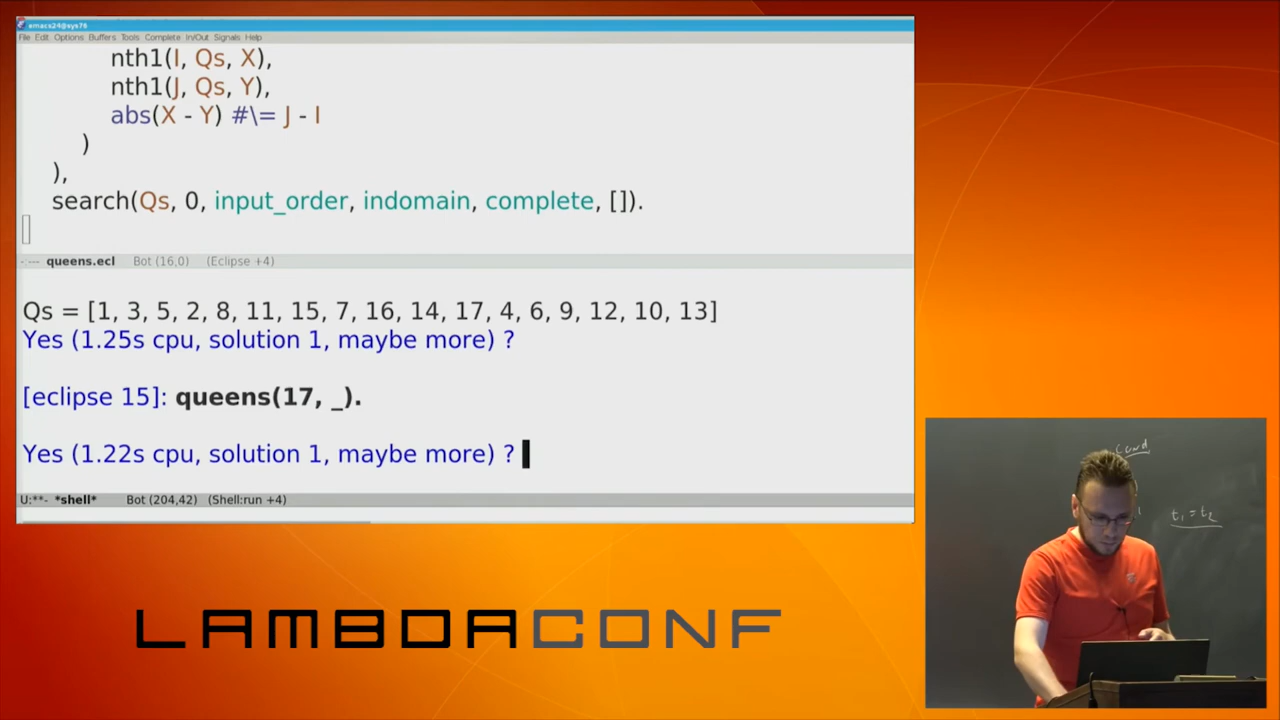 emacs24@sys76
File Edit Options Buffers Tools Complete In/Out Signals Help
nth1(I, Qs, X),
nth1(J, Qs, Y),
abs(X - Y) #\= J - I
)
),
search(Qs, 0, input_order, indomain, complete, []).
-:--- queens.ecl Bot (16,0) (Eclipse +4)
Qs = [1, 3, 5, 2, 8, 11, 15, 7, 16, 14, 17, 4, 6, 9, 12, 10, 13]
Yes (1.25s cpu, solution 1, maybe more) ?
[eclipse 15]: queens(17, _).
Yes (1.22s cpu, solution 1, maybe more) ?
U:**- *shell* Bot (204,42) (Shell:run +4)
cond
t₁ = t₂
LAMBDACONF